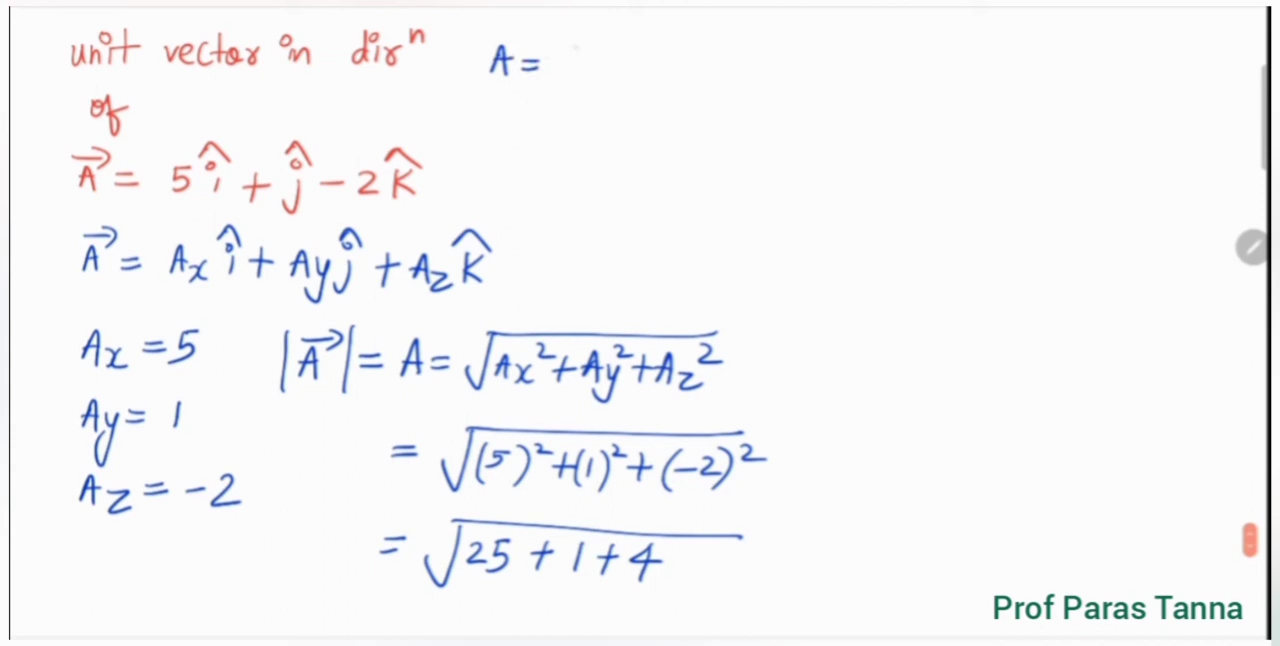 unit vector in dirⁿ
of
A⃗ = 5î + ĵ - 2K̂
A⃗ = Ax î + Ay ĵ + Az K̂
Ax = 5
Ay = 1
Az = -2
A =
|A⃗| = A = √(Ax² + Ay² + Az²)
= √((5)² + (1)² + (-2)²)
= √(25 + 1 + 4)
Prof Paras Tanna